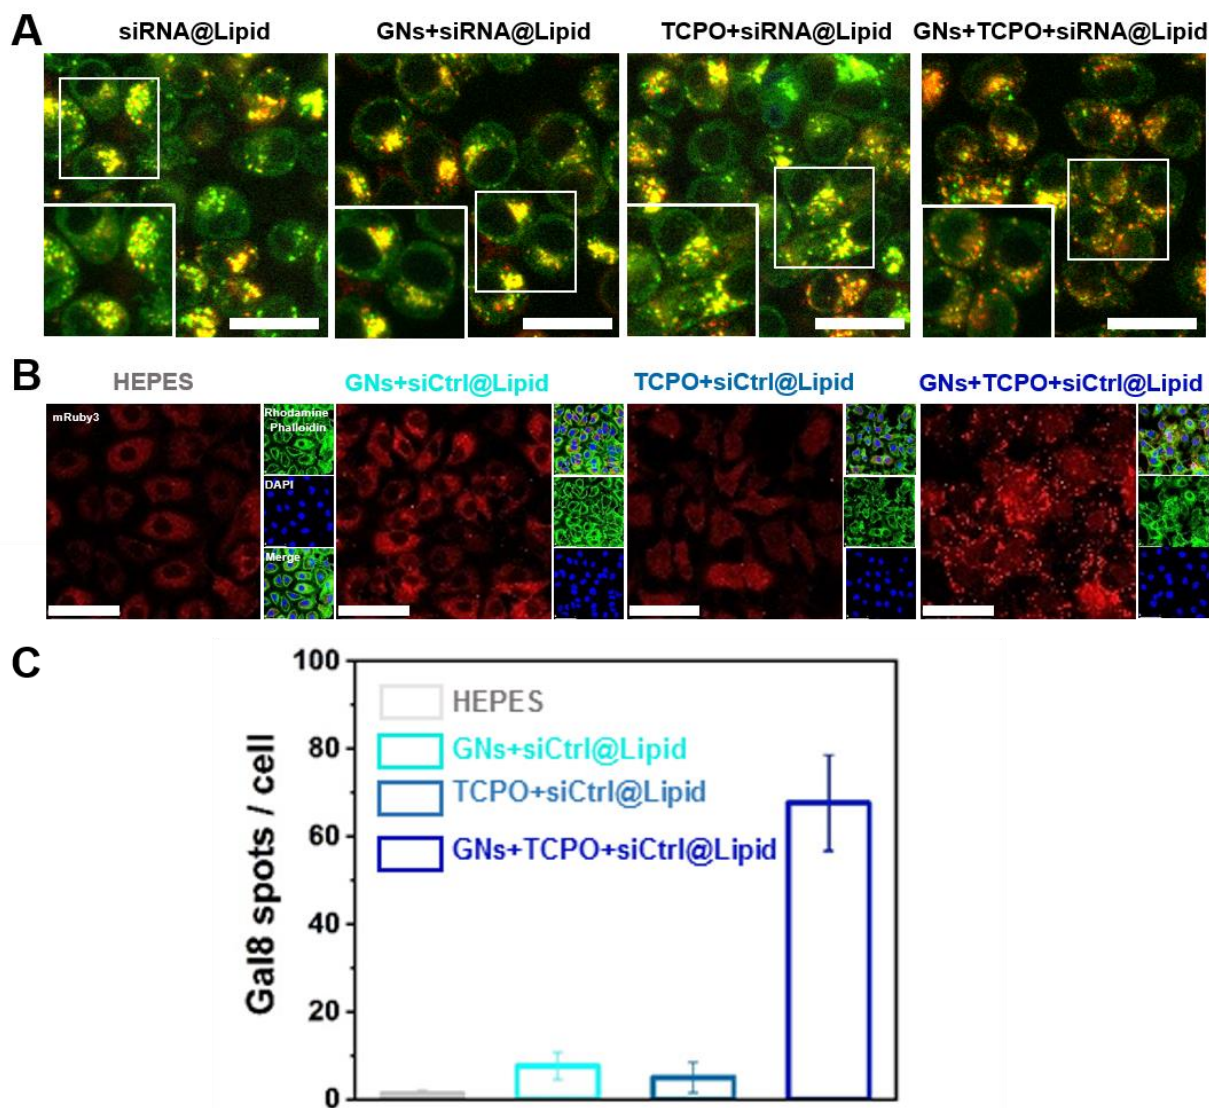 A
siRNA@Lipid
GNs+siRNA@Lipid
TCPO+siRNA@Lipid
GNs+TCPO+siRNA@Lipid
B
HEPES
GNs+siCtrl@Lipid
TCPO+siCtrl@Lipid
GNs+TCPO+siCtrl@Lipid
mRuby3
Rhodamine
Phalloidin
DAPI
Merge
C
Gal8 spots / cell
100
80
60
40
20
0
HEPES
GNs+siCtrl@Lipid
TCPO+siCtrl@Lipid
GNs+TCPO+siCtrl@Lipid